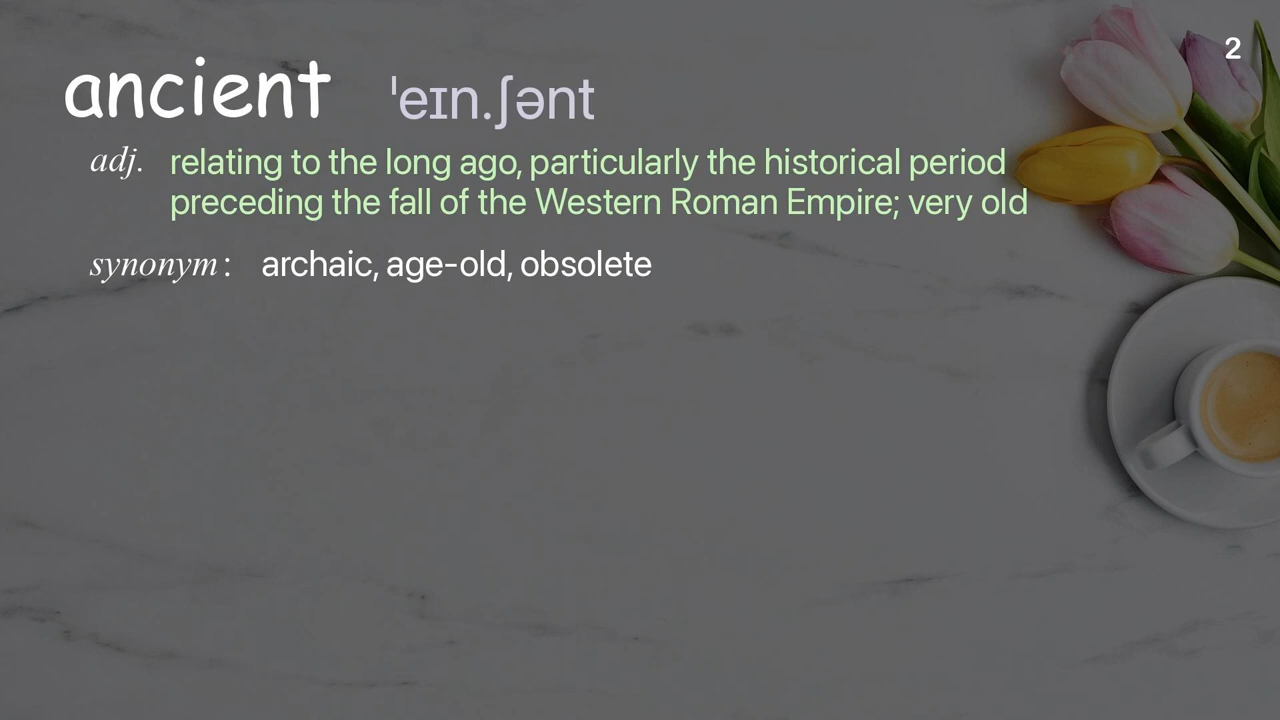 2
ancient ˈeɪn.ʃənt
adj. relating to the long ago, particularly the historical period
preceding the fall of the Western Roman Empire; very old
synonym: archaic, age-old, obsolete